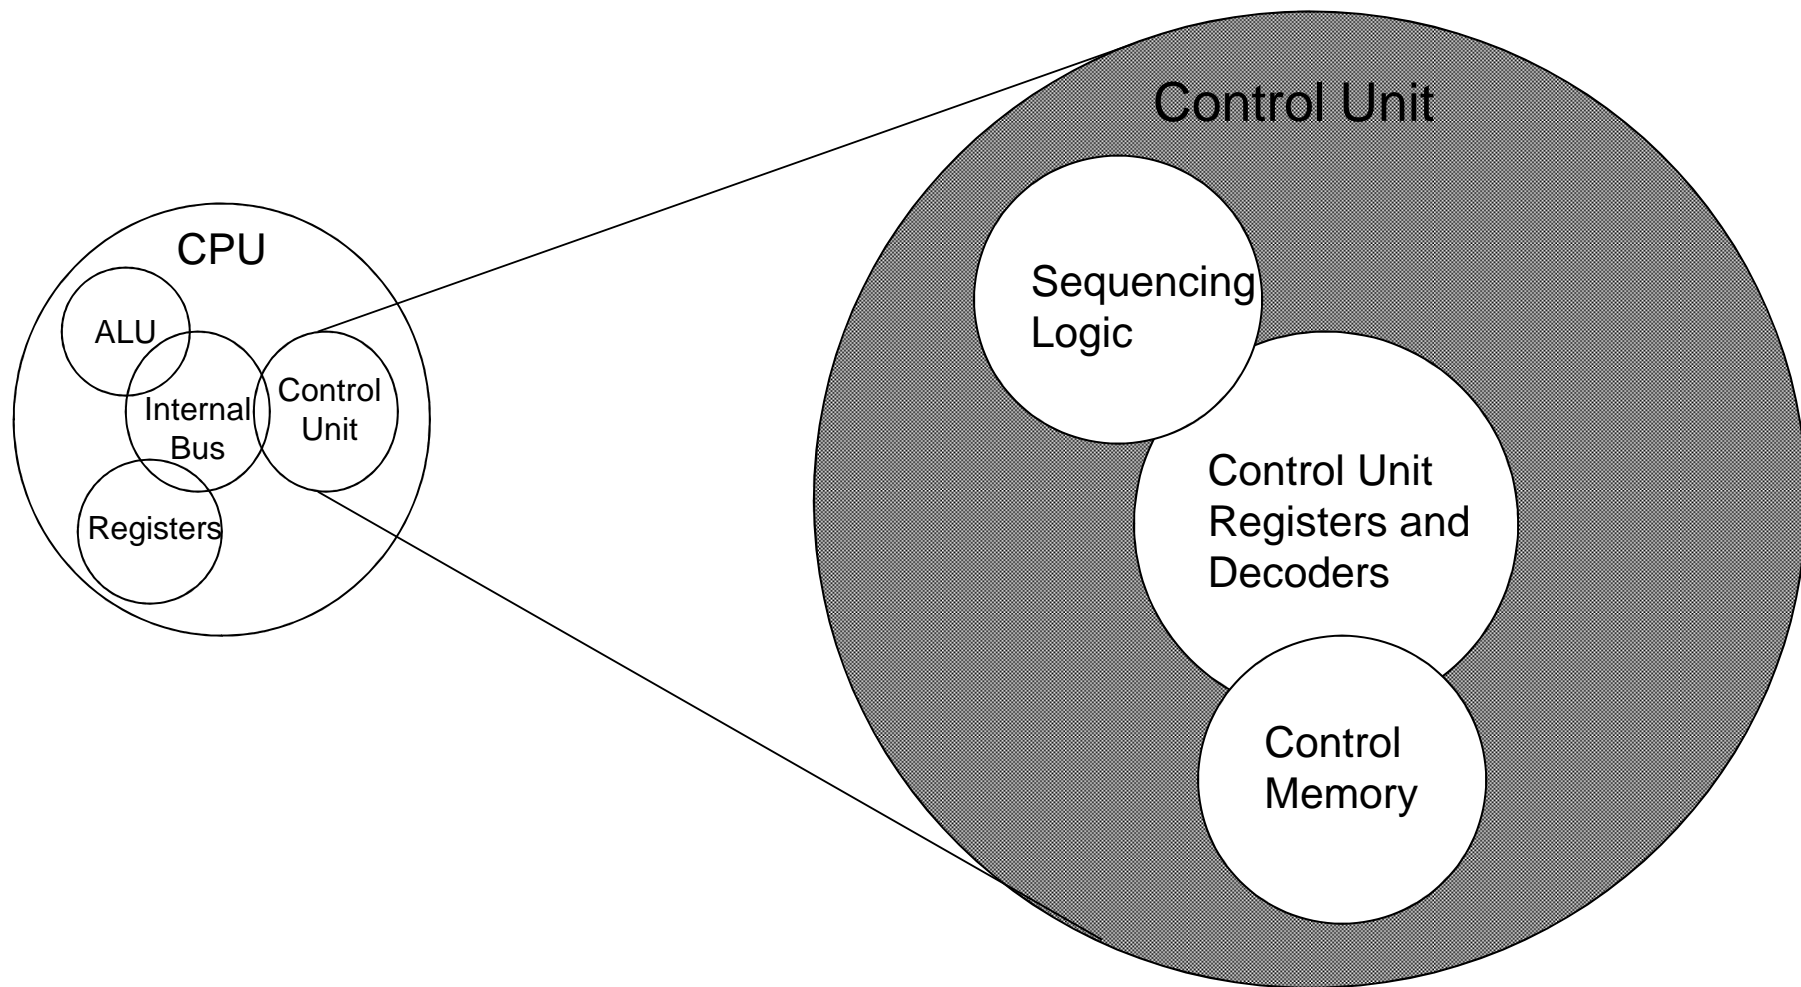 CPU
ALU
Internal
Bus
Control
Unit
Registers
Control Unit
Sequencing
Logic
Control Unit
Registers and
Decoders
Control
Memory